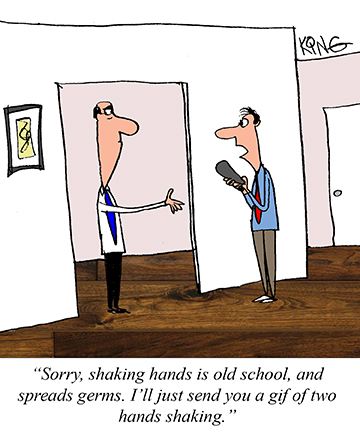 KING
“Sorry, shaking hands is old school, and
spreads germs. I’ll just send you a gif of two
hands shaking.”